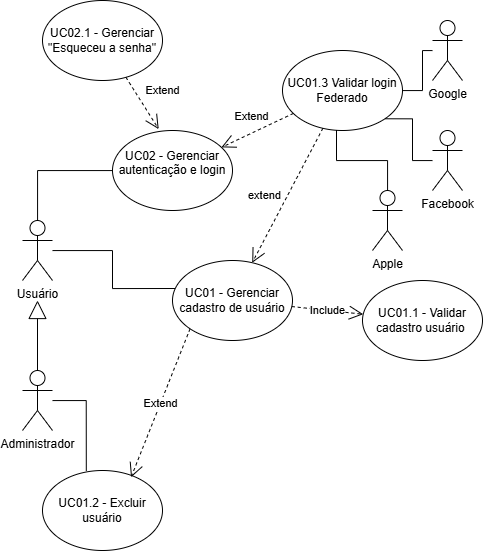 UC02.1 - Gerenciar
"Esqueceu a senha"
Extend
UC01.3 Validar login
Federado
Google
Extend
UC02 - Gerenciar
autenticação e login
Facebook
extend
Apple
Usuário
UC01 - Gerenciar
cadastro de usuário
Include
UC01.1 - Validar
cadastro usuário
Extend
Administrador
UC01.2 - Excluir
usuário